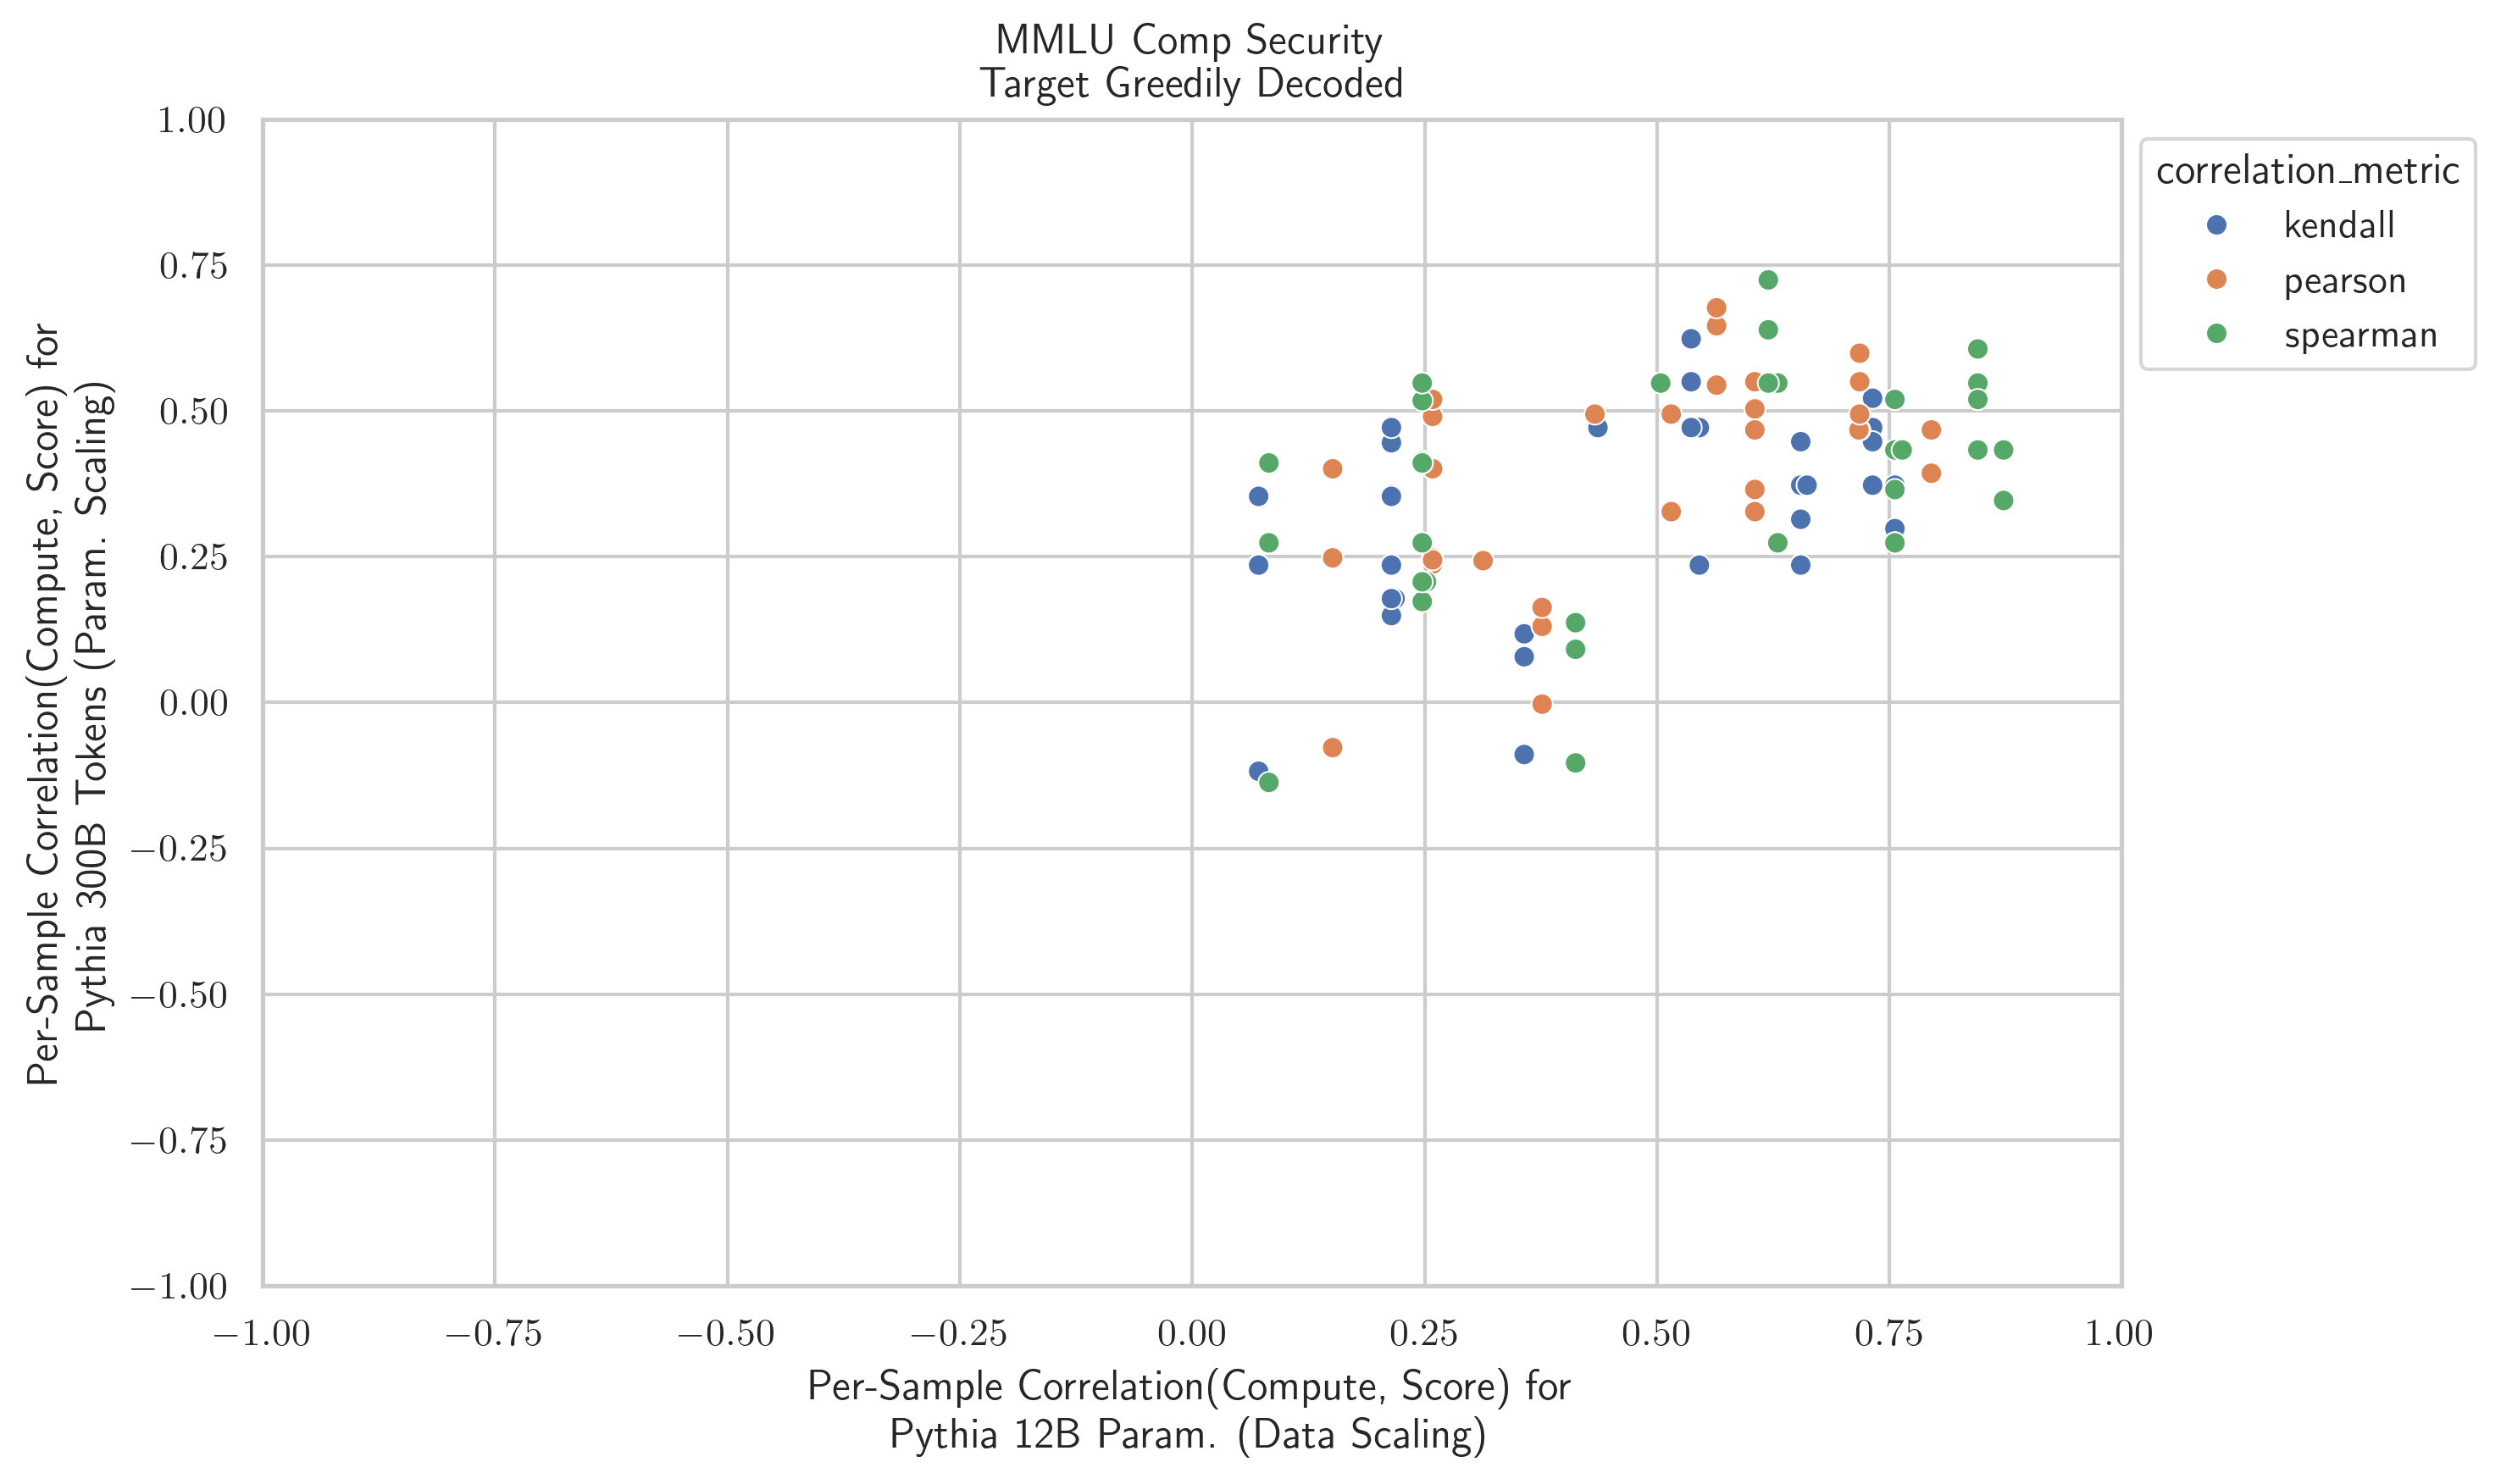 MMLU Comp Security
Target Greedily Decoded
1.00
0.75
0.50
0.25
0.00
−0.25
−0.50
−0.75
−1.00
Per-Sample Correlation(Compute, Score) for
Pythia 300B Tokens (Param. Scaling)
−1.00 −0.75 −0.50 −0.25 0.00 0.25 0.50 0.75 1.00
Per-Sample Correlation(Compute, Score) for
Pythia 12B Param. (Data Scaling)
correlation_metric
kendall
pearson
spearman